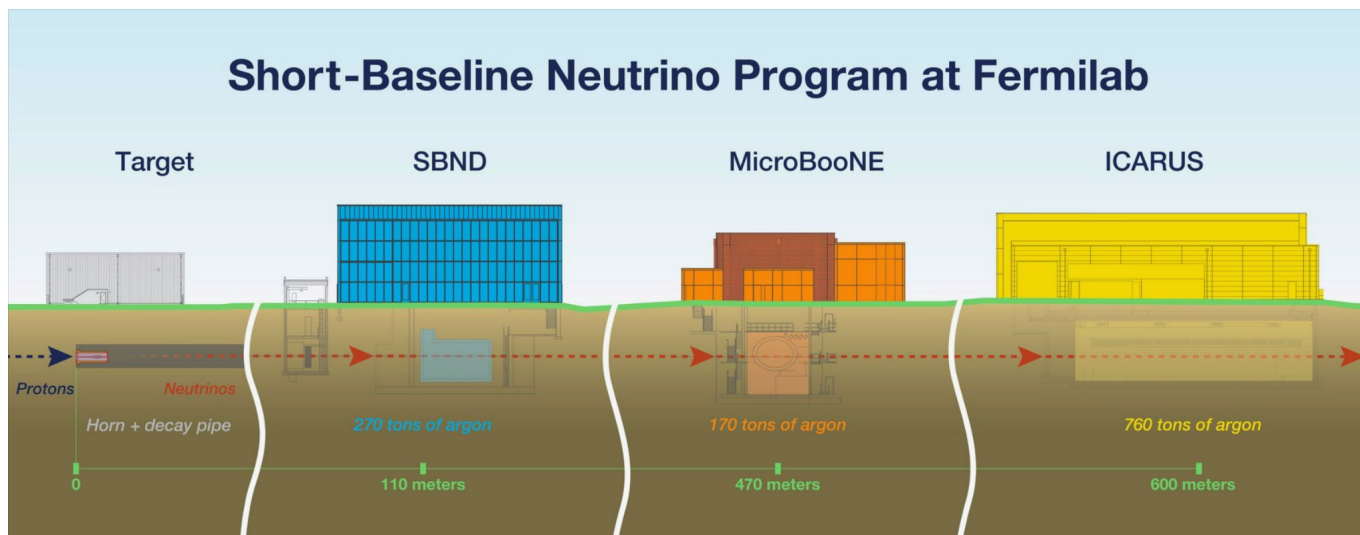 Short-Baseline Neutrino Program at Fermilab
Target
SBND
MicroBooNE
ICARUS
Protons
Neutrinos
Horn + decay pipe
270 tons of argon
170 tons of argon
760 tons of argon
0
110 meters
470 meters
600 meters